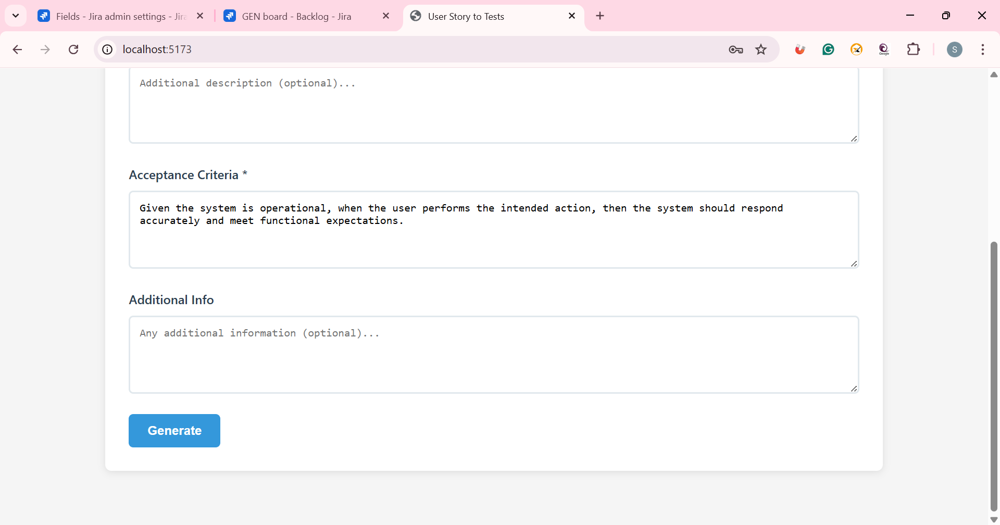 Fields - Jira admin settings - Jira
GEN board - Backlog - Jira
User Story to Tests
localhost:5173
Qeagle
S
Additional description (optional)...
Acceptance Criteria *
Given the system is operational, when the user performs the intended action, then the system should respond
accurately and meet functional expectations.
Additional Info
Any additional information (optional)...
Generate